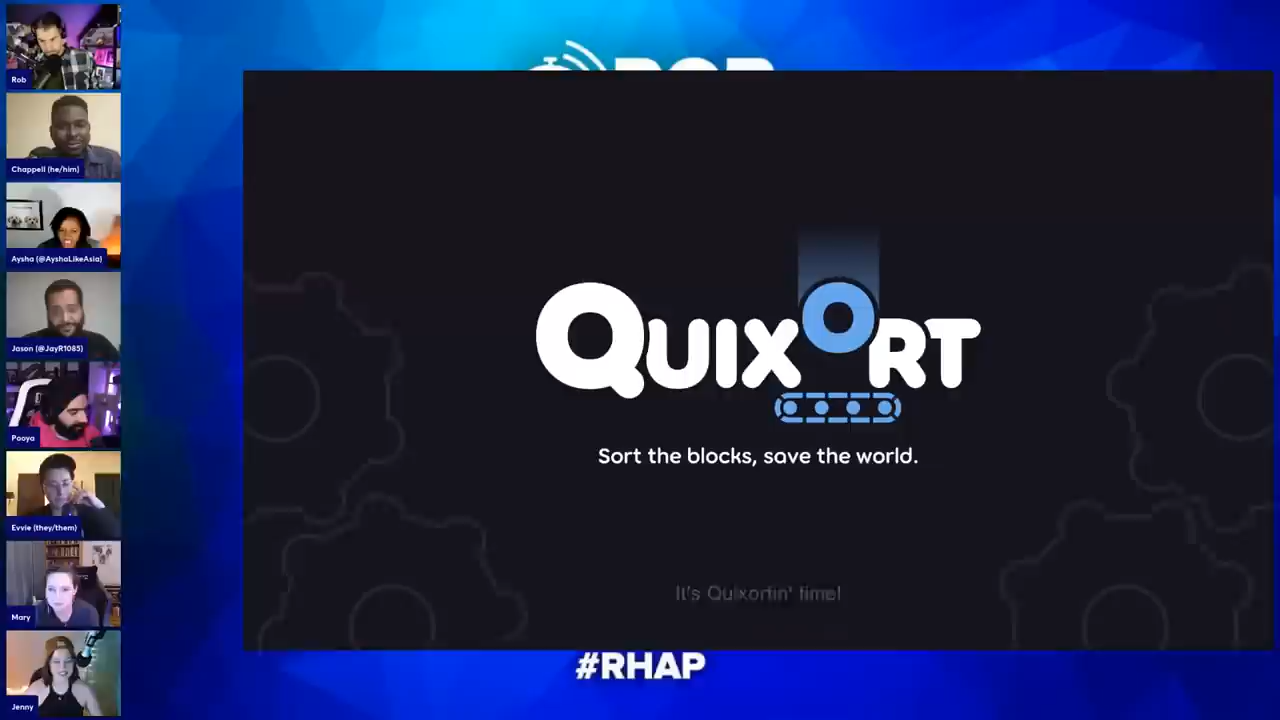 Rob
Chappell (he/him)
Aysha (@AyshaLikeAsia)
Jason (@JayR1085)
Pooya
Evvie (they/them)
Mary
Jenny
QUIXORT
Sort the blocks, save the world.
It's Quixortin' time!
#RHAP